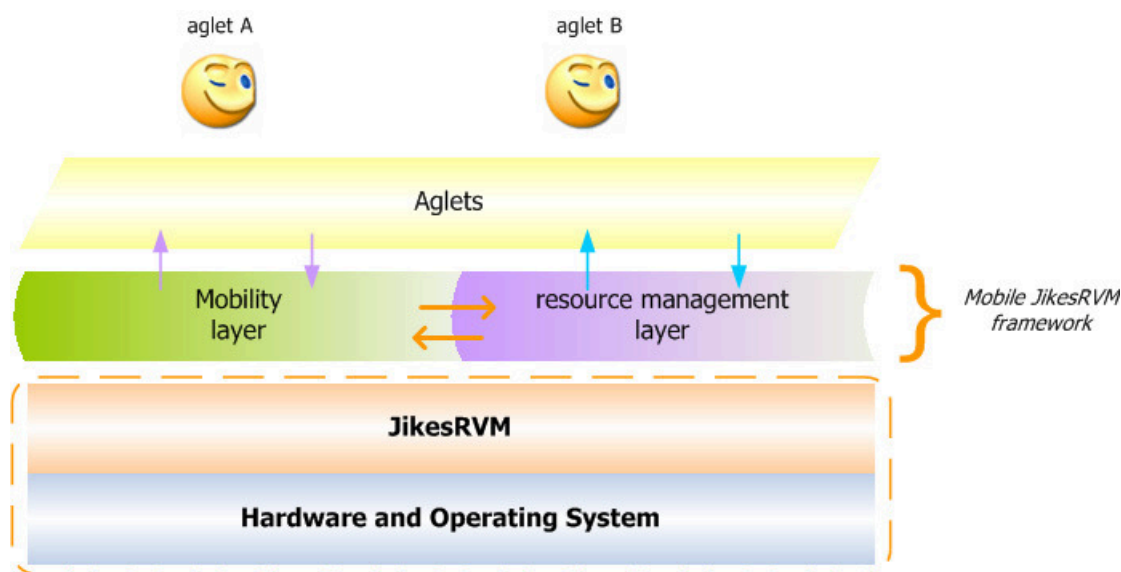 aglet A
aglet B
Aglets
Mobility
layer
resource management
layer
Mobile JikesRVM
framework
JikesRVM
Hardware and Operating System